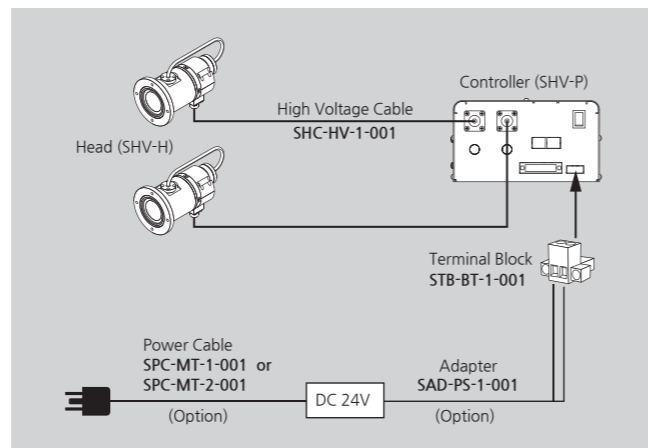 Controller (SHV-P)
High Voltage Cable
SHC-HV-1-001
Head (SHV-H)
Terminal Block
STB-BT-1-001
Power Cable
SPC-MT-1-001 or
SPC-MT-2-001
(Option)
DC 24V
Adapter
SAD-PS-1-001
(Option)